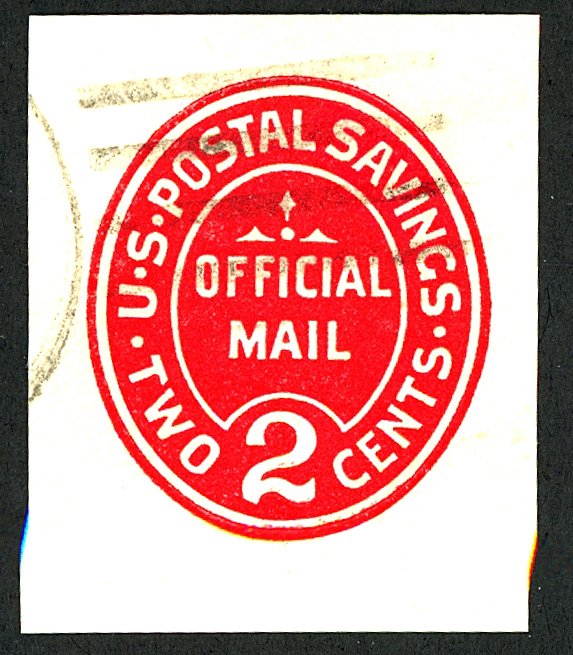 U·S·POSTAL SAVINGS·
OFFICIAL
MAIL
·TWO
2
CENTS·